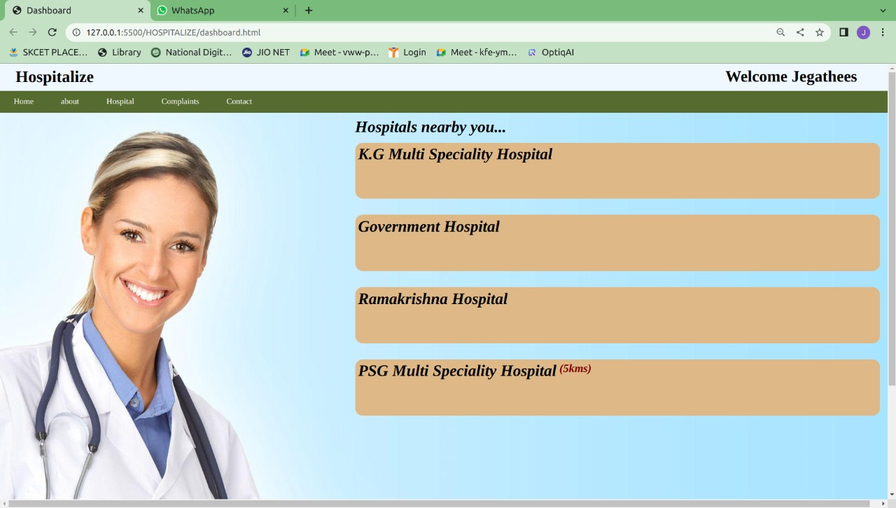 Dashboard
WhatsApp
127.0.0.1:5500/HOSPITALIZE/dashboard.html
J
SKCET PLACE...
Library
National Digit...
JIO NET
Meet - vww-p...
Login
Meet - kfe-ym...
OptiqAI
Hospitalize
Welcome Jegathees
Home about Hospital Complaints Contact
Hospitals nearby you...
K.G Multi Speciality Hospital
Government Hospital
Ramakrishna Hospital
PSG Multi Speciality Hospital (5kms)